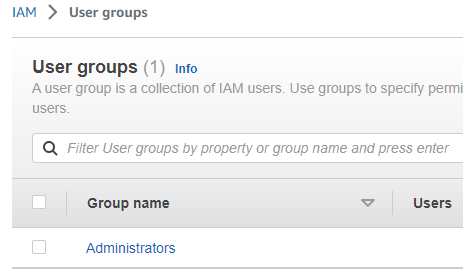 IAM > User groups
User groups (1) Info
A user group is a collection of IAM users. Use groups to specify permi
users.
Filter User groups by property or group name and press enter
Group name Users
Administrators